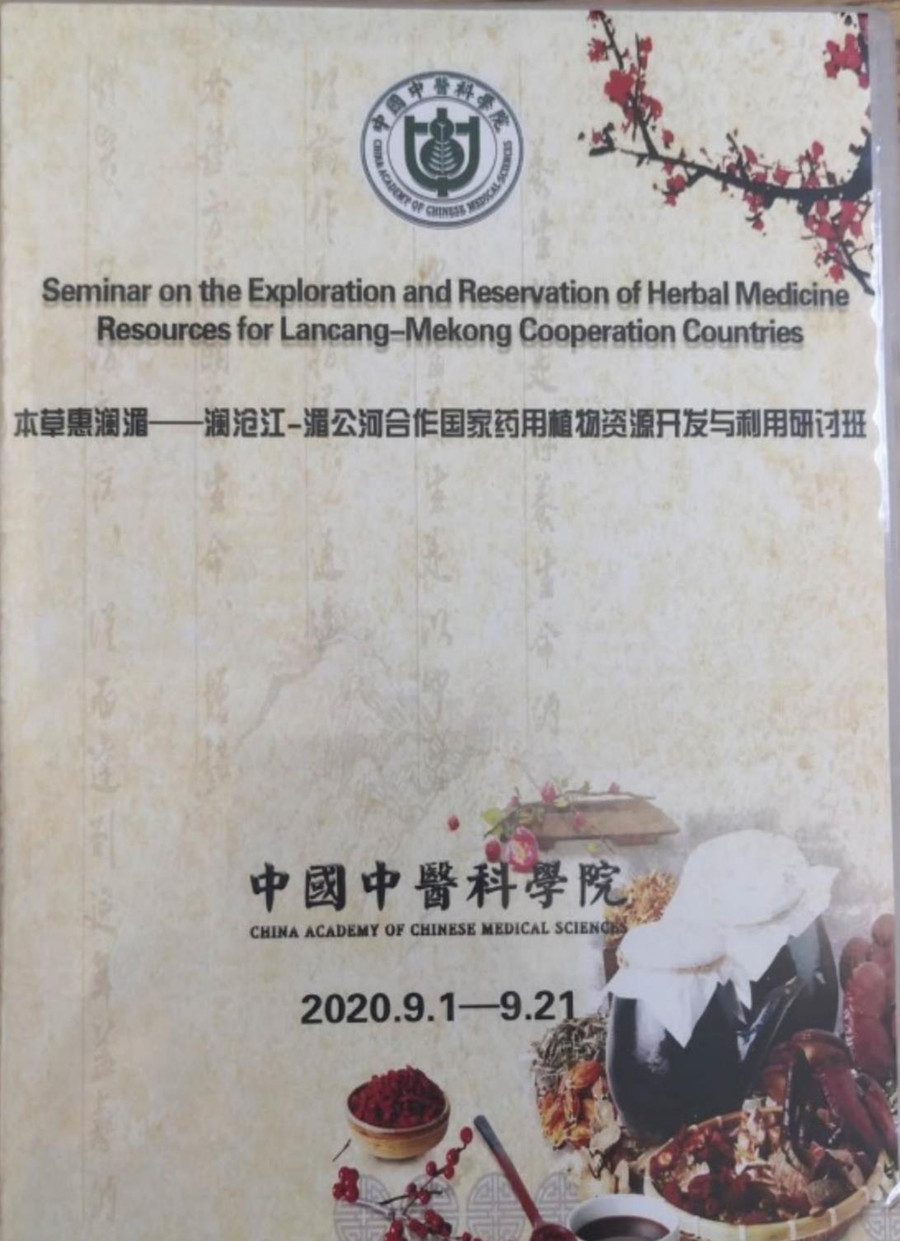 中國中醫科學院
CHINA ACADEMY OF CHINESE MEDICAL SCIENCES
Seminar on the Exploration and Reservation of Herbal Medicine
Resources for Lancang–Mekong Cooperation Countries
本草惠澜湄——澜沧江-湄公河合作国家药用植物资源开发与利用研讨班
中國中醫科學院
CHINA ACADEMY OF CHINESE MEDICAL SCIENCES
2020.9.1—9.21